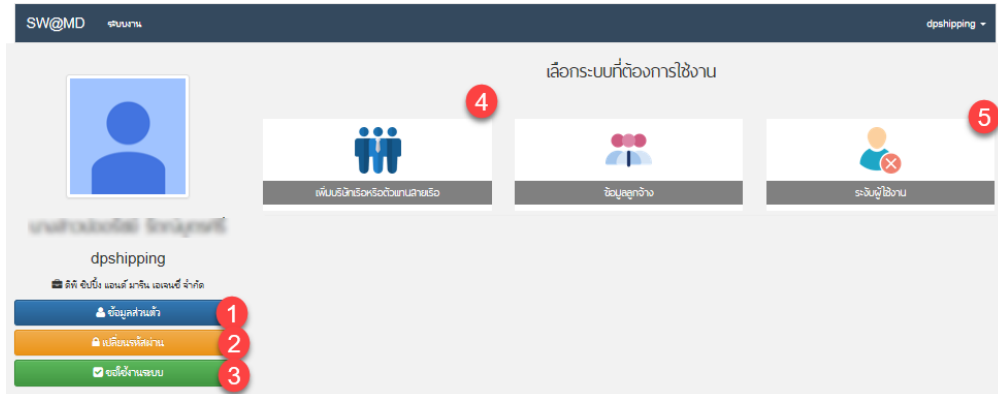 SW@MD ระบบงาน dpshipping
เลือกระบบที่ต้องการใช้งาน
4
5
เพิ่มบริษัทเรือหรือตัวแทนสายเรือ
ข้อมูลลูกจ้าง
ระงับผู้ใช้งาน
dpshipping
ดีพี ชิปปิ้ง แอนด์ มารีน เอเจนซี่ จำกัด
ข้อมูลส่วนตัว 1
เปลี่ยนรหัสผ่าน 2
ขอใช้งานระบบ 3